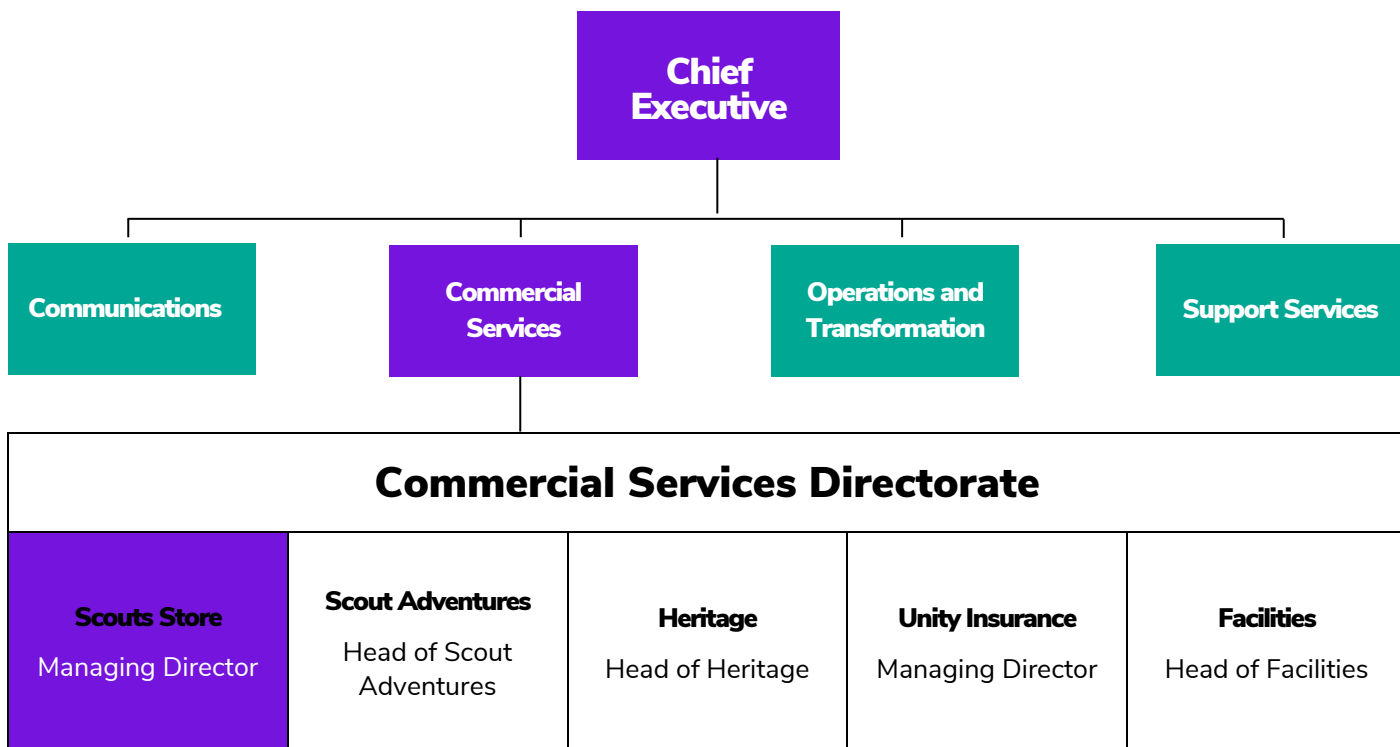 Chief
Executive
Communications
Commercial
Services
Operations and
Transformation
Support Services
Commercial Services Directorate
Scouts Store
Managing Director
Scout Adventures
Head of Scout
Adventures
Heritage
Head of Heritage
Unity Insurance
Managing Director
Facilities
Head of Facilities